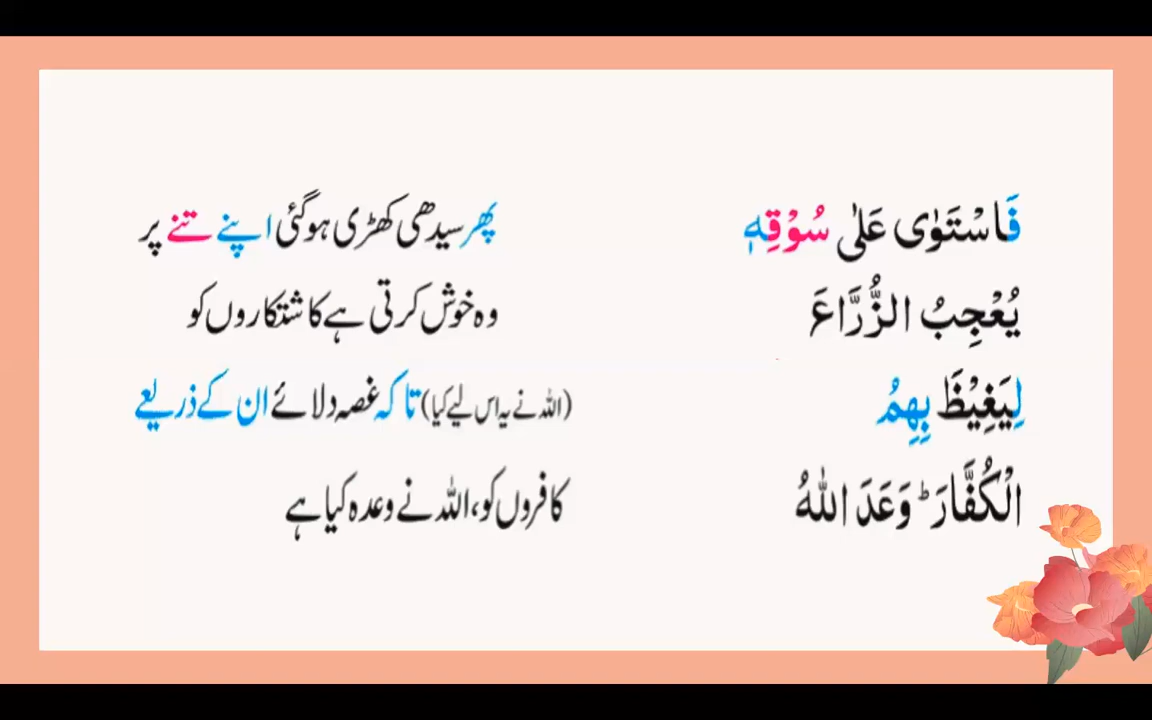 فَاسْتَوٰى عَلٰى سُوْقِهٖ پھر سیدھی کھڑی ہوگئی اپنے تنے پر
يُعْجِبُ الزُّرَّاعَ وہ خوش کرتی ہے کاشتکاروں کو
لِيَغِيْظَ بِهِمُ (اللہ نے یہ اس لیے کیا) تاکہ غصہ دلائے ان کے ذریعے
الْكُفَّارَ ؕ وَعَدَ اللّٰهُ کافروں کو، اللہ نے وعدہ کیا ہے